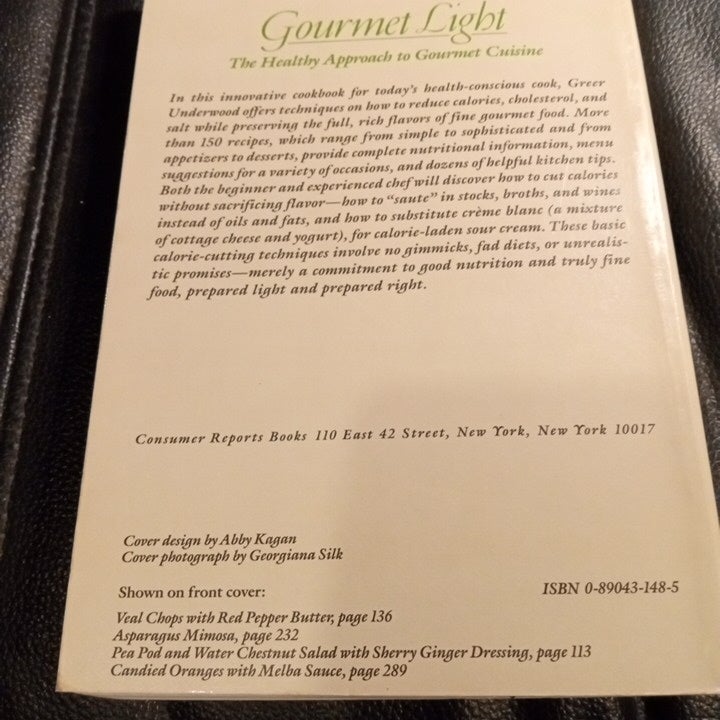 Gourmet Light
The Healthy Approach to Gourmet Cuisine
In this innovative cookbook for today's health-conscious cook, Greer
Underwood offers techniques on how to reduce calories, cholesterol, and
salt while preserving the full, rich flavors of fine gourmet food. More
than 150 recipes, which range from simple to sophisticated and from
appetizers to desserts, provide complete nutritional information, menu
suggestions for a variety of occasions, and dozens of helpful kitchen tips.
Both the beginner and experienced chef will discover how to cut calories
without sacrificing flavor—how to "saute" in stocks, broths, and wines
instead of oils and fats, and how to substitute crème blanc (a mixture
of cottage cheese and yogurt), for calorie-laden sour cream. These basic
calorie-cutting techniques involve no gimmicks, fad diets, or unrealis-
tic promises—merely a commitment to good nutrition and truly fine
food, prepared light and prepared right.
Consumer Reports Books 110 East 42 Street, New York, New York 10017
Cover design by Abby Kagan
Cover photograph by Georgiana Silk
Shown on front cover:
ISBN 0-89043-148-5
Veal Chops with Red Pepper Butter, page 136
Asparagus Mimosa, page 232
Pea Pod and Water Chestnut Salad with Sherry Ginger Dressing, page 113
Candied Oranges with Melba Sauce, page 289